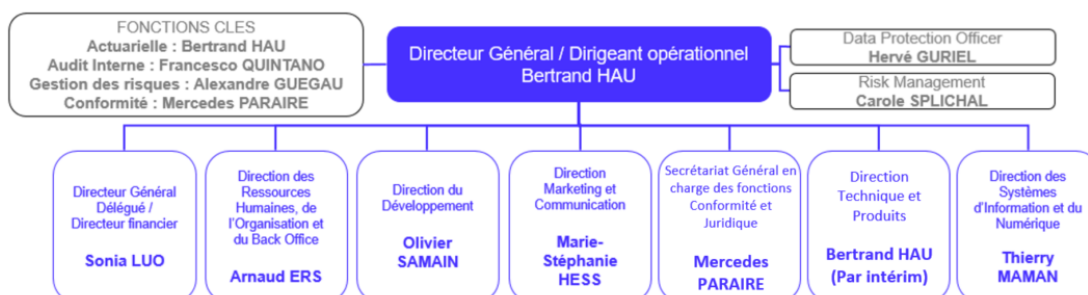 FONCTIONS CLES
Actuarielle : Bertrand HAU
Audit Interne : Francesco QUINTANO
Gestion des risques : Alexandre GUEGAU
Conformité : Mercedes PARAIRE
Directeur Général / Dirigeant opérationnel
Bertrand HAU
Data Protection Officer
Hervé GURIEL
Risk Management
Carole SPLICHAL
Directeur Général
Délégué /
Directeur financier
Sonia LUO
Direction des
Ressources
Humaines, de
l'Organisation et
du Back Office
Arnaud ERS
Direction du
Développement
Olivier
SAMAIN
Direction
Marketing et
Communication
Marie-
Stéphanie
HESS
Secrétariat Général en
charge des fonctions
Conformité et
Juridique
Mercedes
PARAIRE
Direction
Technique et
Produits
Bertrand HAU
(Par intérim)
Direction des
Systèmes
d'Information et du
Numérique
Thierry
MAMAN